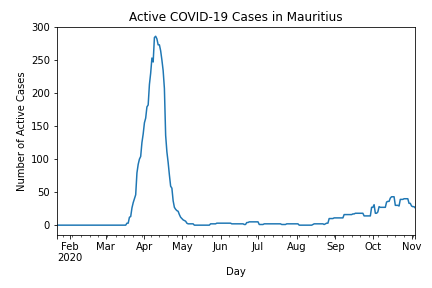 Active COVID-19 Cases in Mauritius
Number of Active Cases
300
250
200
150
100
50
0
Feb Mar Apr May Jun Jul Aug Sep Oct Nov
2020
Day